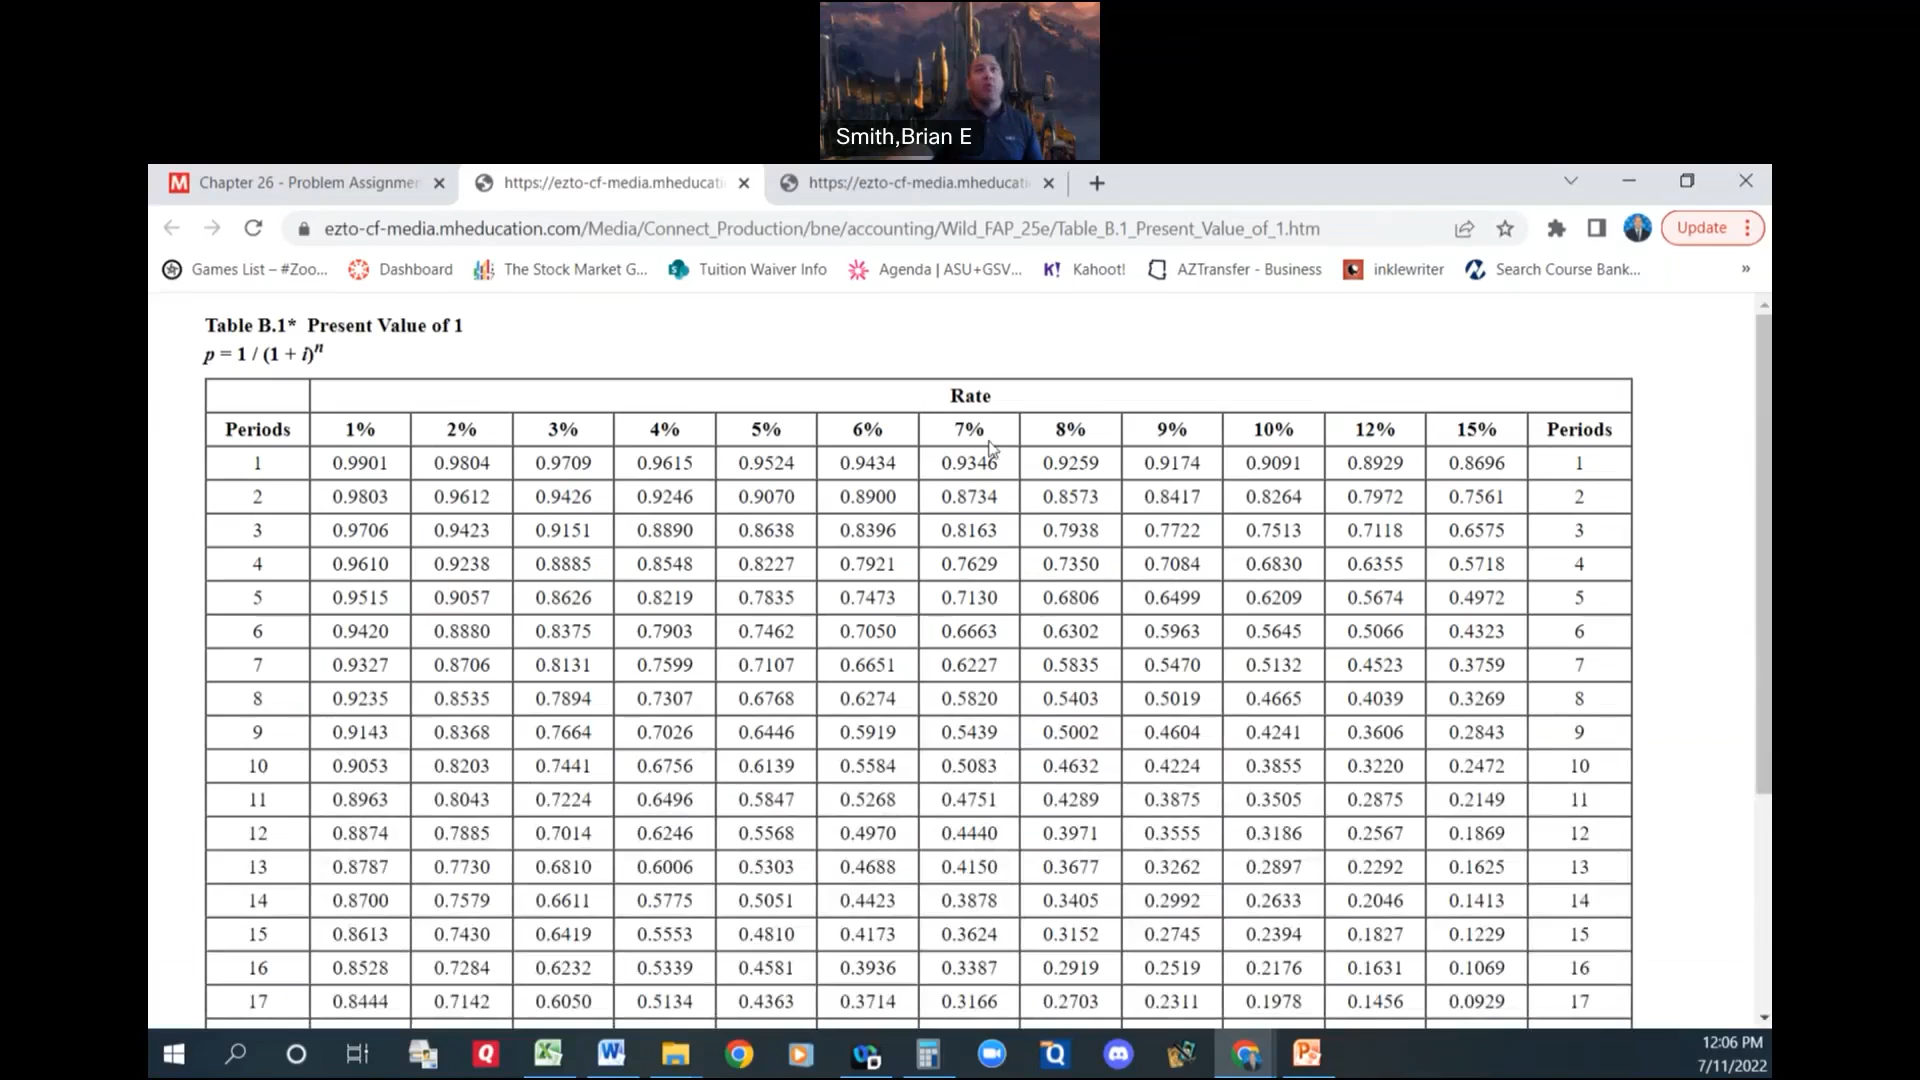 Smith,Brian E
Chapter 26 - Problem Assignmer
https://ezto-cf-media.mheducati
https://ezto-cf-media.mheducati
ezto-cf-media.mheducation.com/Media/Connect_Production/bne/accounting/Wild_FAP_25e/Table_B.1_Present_Value_of_1.htm
Update
Games List – #Zoo... Dashboard The Stock Market G... Tuition Waiver Info Agenda | ASU+GSV... K! Kahoot! AZTransfer - Business inklewriter Search Course Bank... »
Table B.1* Present Value of 1
p = 1 / (1 + i)ⁿ
Rate
Periods 1% 2% 3% 4% 5% 6% 7% 8% 9% 10% 12% 15% Periods
1 0.9901 0.9804 0.9709 0.9615 0.9524 0.9434 0.9346 0.9259 0.9174 0.9091 0.8929 0.8696 1
2 0.9803 0.9612 0.9426 0.9246 0.9070 0.8900 0.8734 0.8573 0.8417 0.8264 0.7972 0.7561 2
3 0.9706 0.9423 0.9151 0.8890 0.8638 0.8396 0.8163 0.7938 0.7722 0.7513 0.7118 0.6575 3
4 0.9610 0.9238 0.8885 0.8548 0.8227 0.7921 0.7629 0.7350 0.7084 0.6830 0.6355 0.5718 4
5 0.9515 0.9057 0.8626 0.8219 0.7835 0.7473 0.7130 0.6806 0.6499 0.6209 0.5674 0.4972 5
6 0.9420 0.8880 0.8375 0.7903 0.7462 0.7050 0.6663 0.6302 0.5963 0.5645 0.5066 0.4323 6
7 0.9327 0.8706 0.8131 0.7599 0.7107 0.6651 0.6227 0.5835 0.5470 0.5132 0.4523 0.3759 7
8 0.9235 0.8535 0.7894 0.7307 0.6768 0.6274 0.5820 0.5403 0.5019 0.4665 0.4039 0.3269 8
9 0.9143 0.8368 0.7664 0.7026 0.6446 0.5919 0.5439 0.5002 0.4604 0.4241 0.3606 0.2843 9
10 0.9053 0.8203 0.7441 0.6756 0.6139 0.5584 0.5083 0.4632 0.4224 0.3855 0.3220 0.2472 10
11 0.8963 0.8043 0.7224 0.6496 0.5847 0.5268 0.4751 0.4289 0.3875 0.3505 0.2875 0.2149 11
12 0.8874 0.7885 0.7014 0.6246 0.5568 0.4970 0.4440 0.3971 0.3555 0.3186 0.2567 0.1869 12
13 0.8787 0.7730 0.6810 0.6006 0.5303 0.4688 0.4150 0.3677 0.3262 0.2897 0.2292 0.1625 13
14 0.8700 0.7579 0.6611 0.5775 0.5051 0.4423 0.3878 0.3405 0.2992 0.2633 0.2046 0.1413 14
15 0.8613 0.7430 0.6419 0.5553 0.4810 0.4173 0.3624 0.3152 0.2745 0.2394 0.1827 0.1229 15
16 0.8528 0.7284 0.6232 0.5339 0.4581 0.3936 0.3387 0.2919 0.2519 0.2176 0.1631 0.1069 16
17 0.8444 0.7142 0.6050 0.5134 0.4363 0.3714 0.3166 0.2703 0.2311 0.1978 0.1456 0.0929 17
12:06 PM
7/11/2022